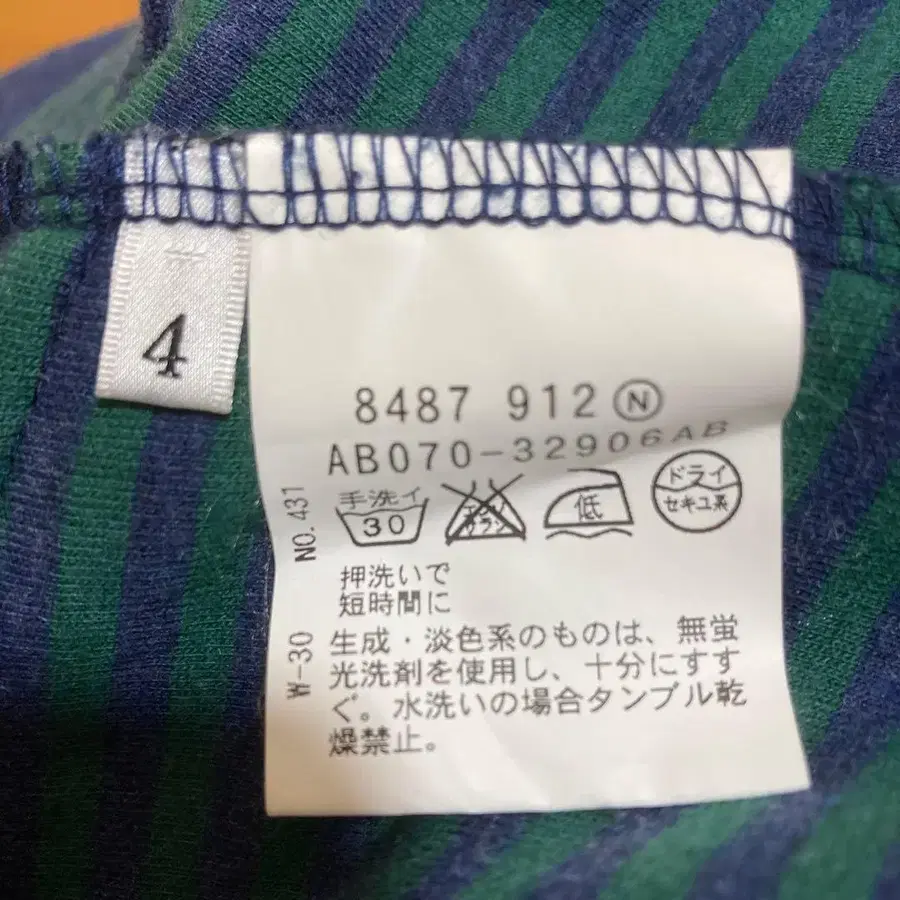 4
8487 912 Ⓝ
AB070-32906AB
手洗イ
30
エンソ
サラシ
低
ドライ
セキユ系
NO.431
W-30
押洗いで
短時間に
生成・淡色系のものは、無蛍
光洗剤を使用し、十分にすす
ぐ。水洗いの場合タンブル乾
燥禁止。